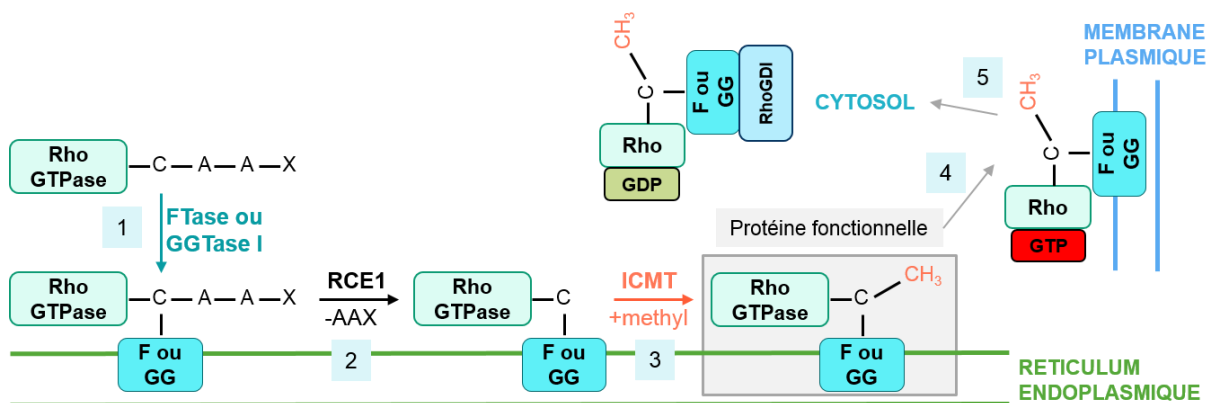 CH3
C
F ou
GG
RhoGDI
Rho
GDP
CYTOSOL
5
MEMBRANE
PLASMIQUE
CH3
C
F ou
GG
Rho
GTP
4
Rho
GTPase
C A A X
1
FTase ou
GGTase I
Protéine fonctionnelle
Rho
GTPase
C A A X
F ou
GG
RCE1
-AAX
2
Rho
GTPase
C
F ou
GG
ICMT
+methyl
3
Rho
GTPase
C
CH3
F ou
GG
RETICULUM
ENDOPLASMIQUE